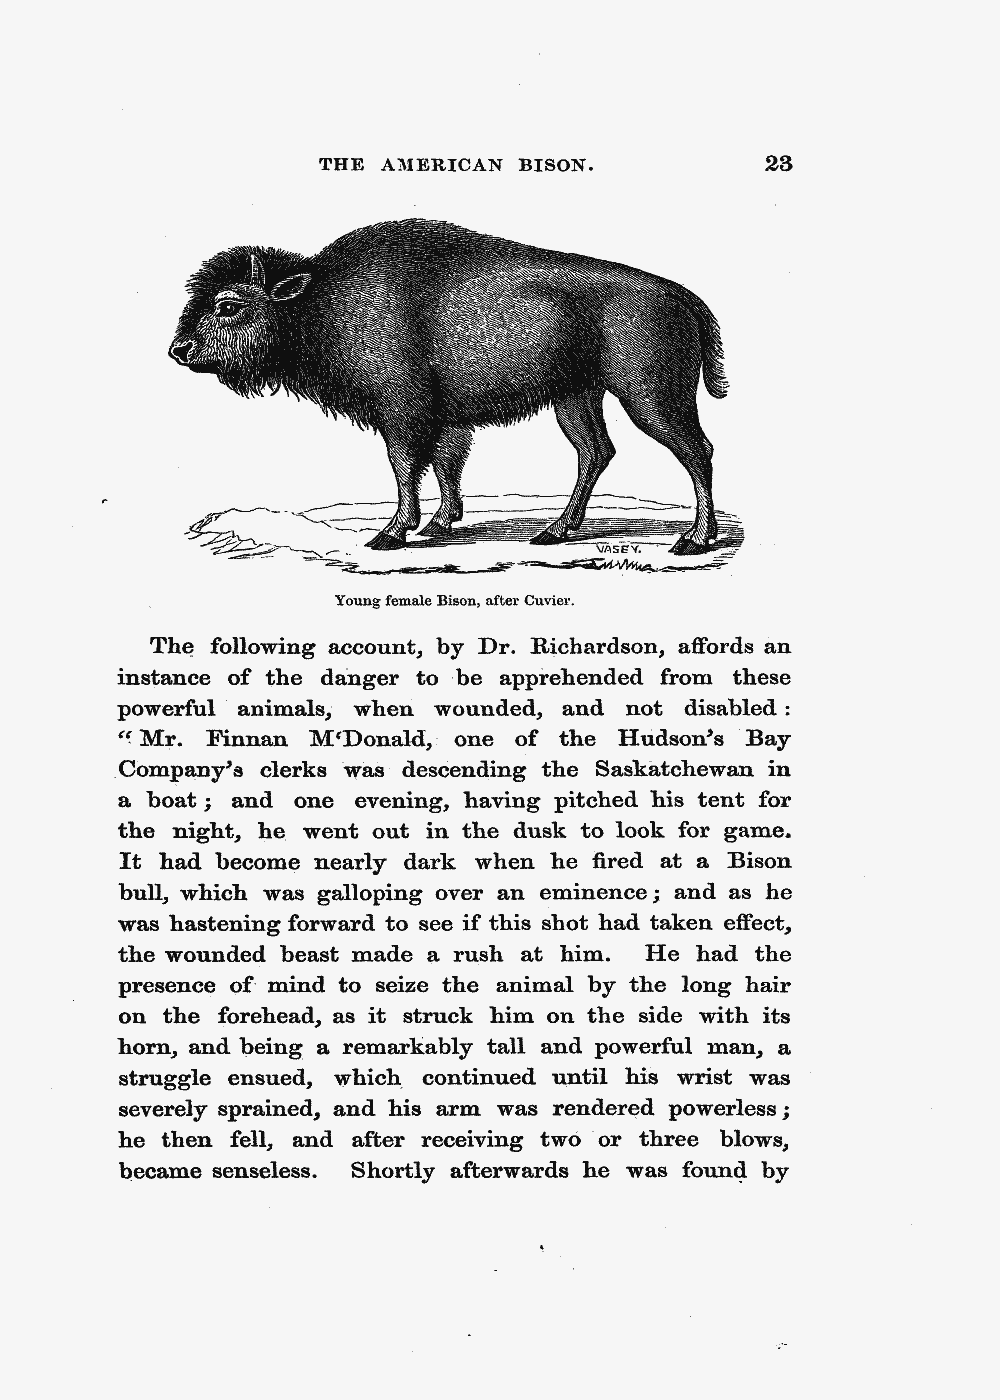 THE AMERICAN BISON. 23
VASEY.
Young female Bison, after Cuvier.
The following account, by Dr. Richardson, affords an
instance of the danger to be apprehended from these
powerful animals, when wounded, and not disabled :
“ Mr. Finnan M‘Donald, one of the Hudson’s Bay
Company’s clerks was descending the Saskatchewan in
a boat ; and one evening, having pitched his tent for
the night, he went out in the dusk to look for game.
It had become nearly dark when he fired at a Bison
bull, which was galloping over an eminence ; and as he
was hastening forward to see if this shot had taken effect,
the wounded beast made a rush at him. He had the
presence of mind to seize the animal by the long hair
on the forehead, as it struck him on the side with its
horn, and being a remarkably tall and powerful man, a
struggle ensued, which continued until his wrist was
severely sprained, and his arm was rendered powerless ;
he then fell, and after receiving two or three blows,
became senseless. Shortly afterwards he was found by